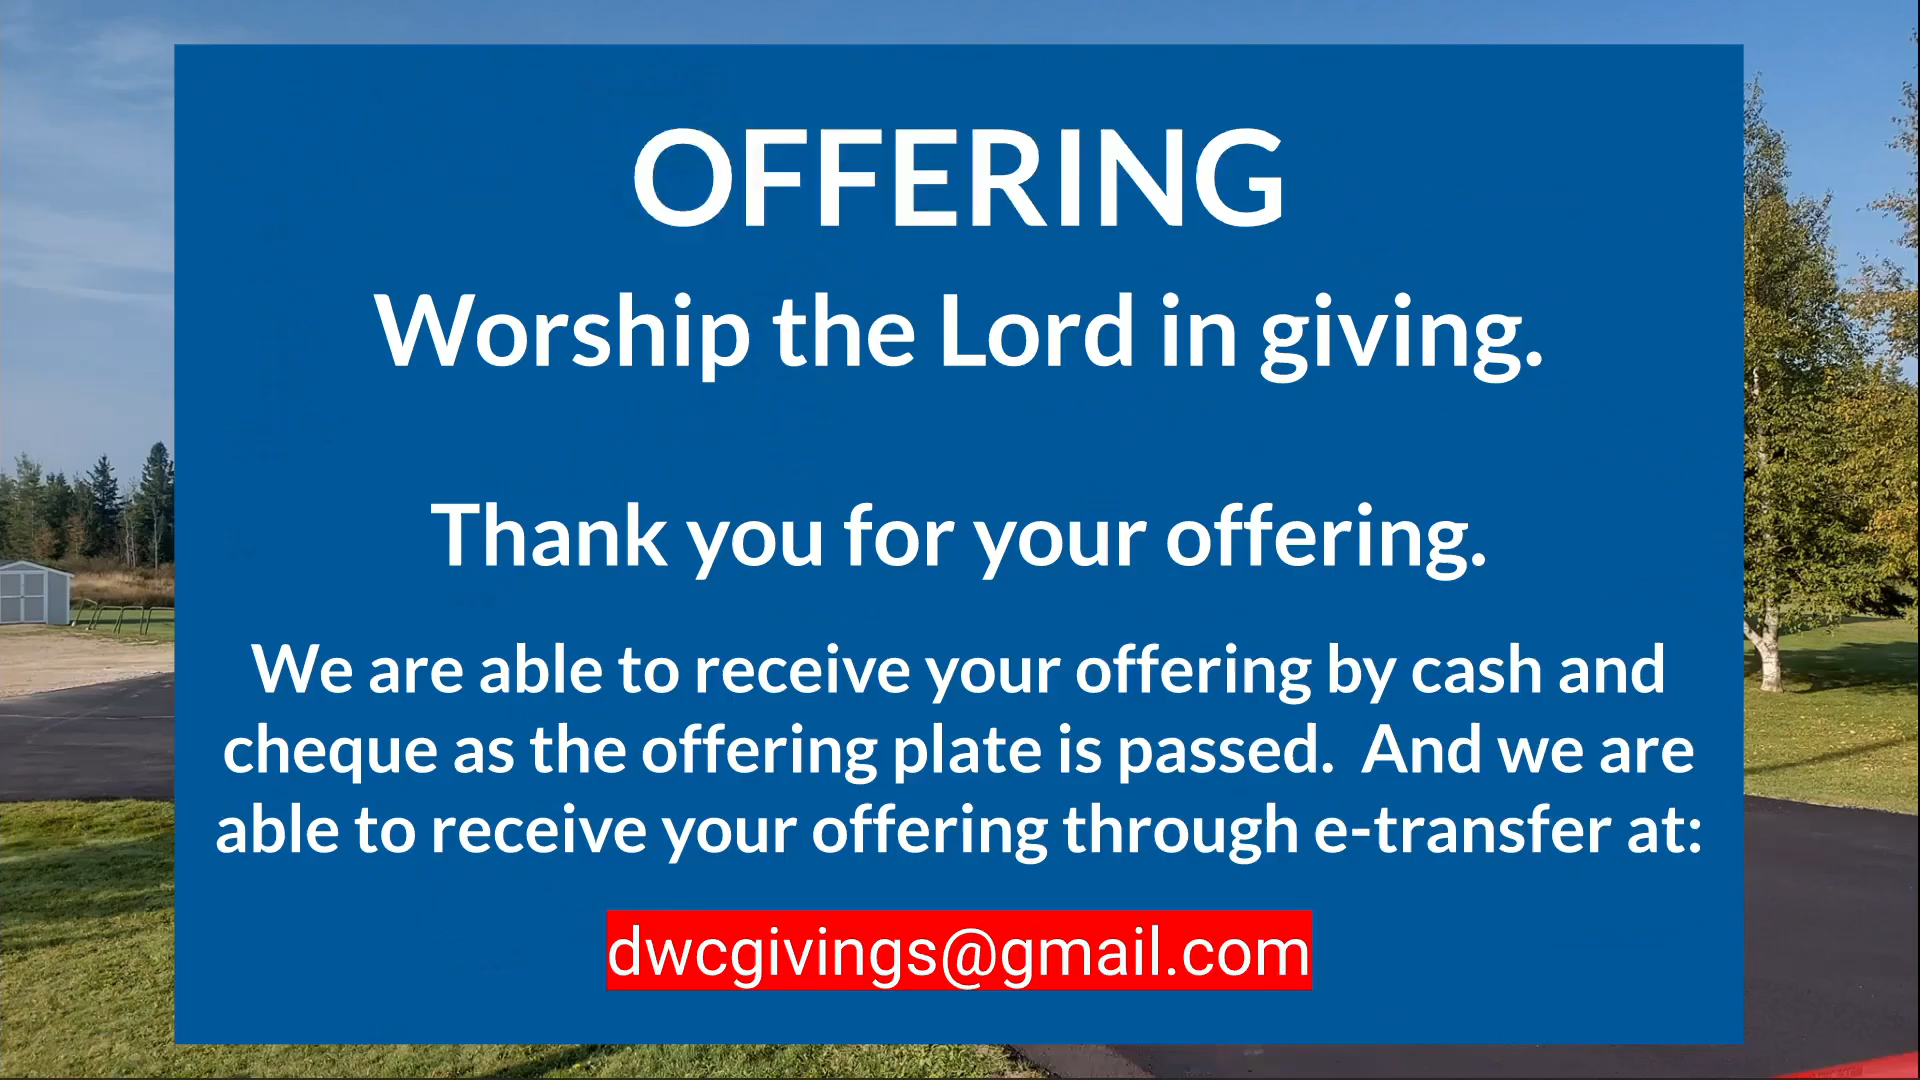 OFFERING
Worship the Lord in giving.
Thank you for your offering.
We are able to receive your offering by cash and
cheque as the offering plate is passed.  And we are
able to receive your offering through e-transfer at:
dwcgivings@gmail.com